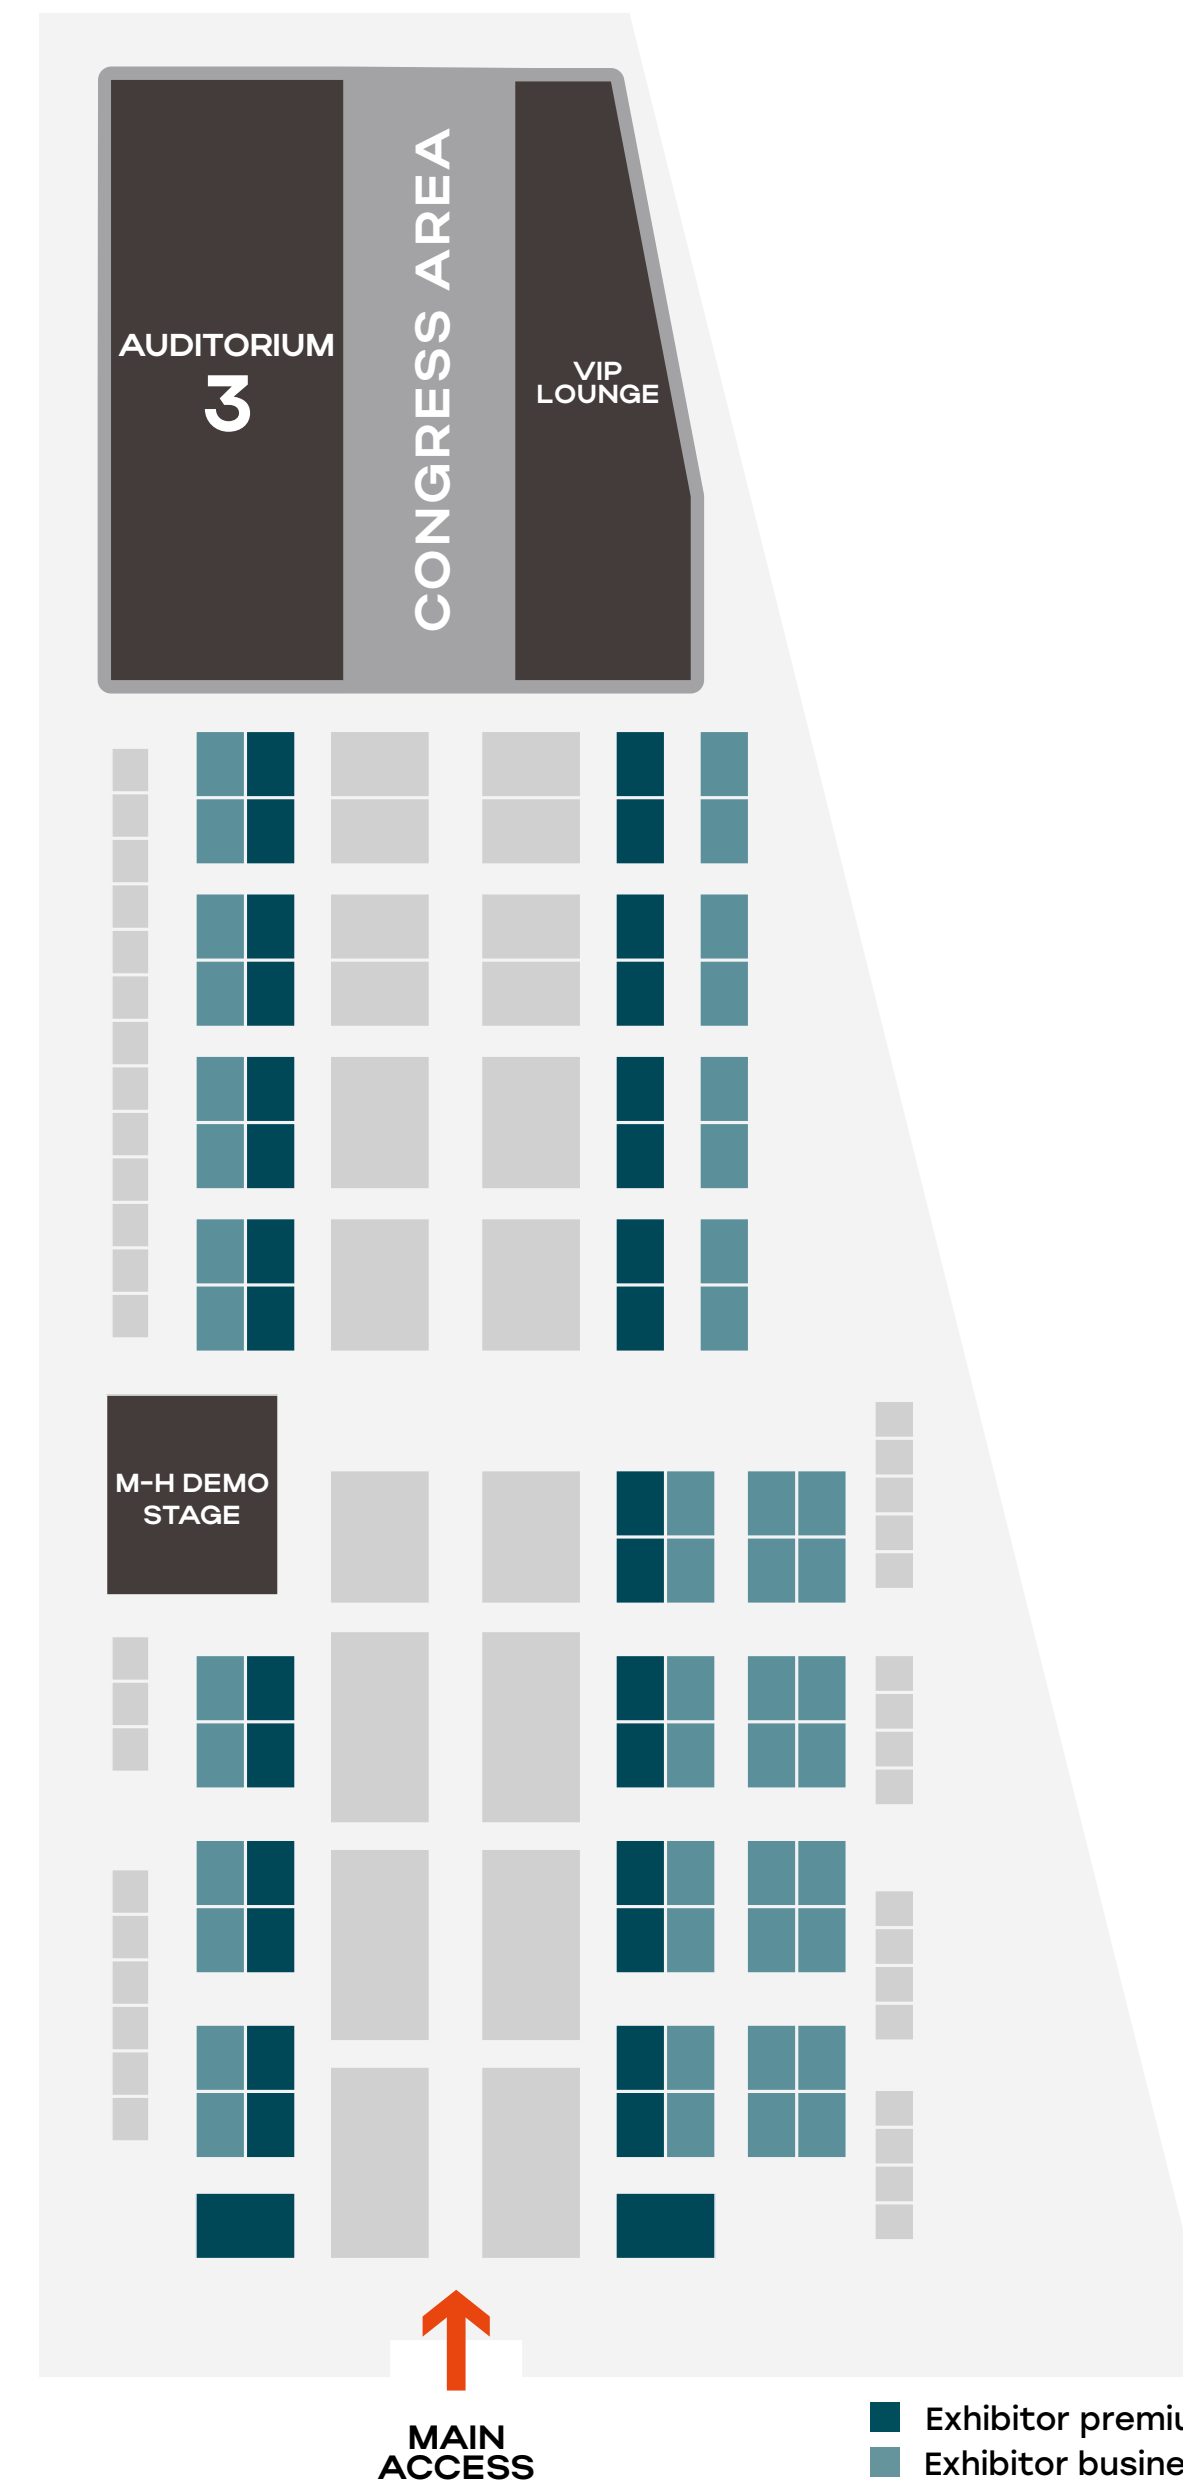 AUDITORIUM
3
CONGRESS AREA
VIP
LOUNGE
M-H DEMO
STAGE
MAIN
ACCESS
Exhibitor premiu
Exhibitor busine